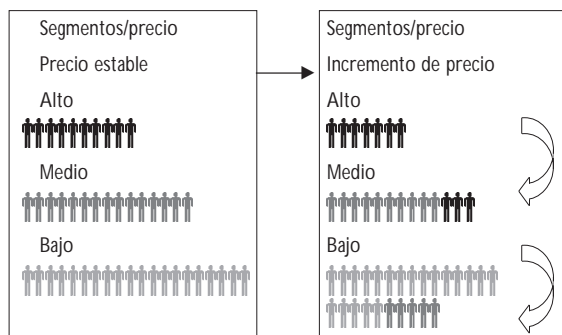 Segmentos/precio
Precio estable
Alto
Medio
Bajo
Segmentos/precio
Incremento de precio
Alto
Medio
Bajo